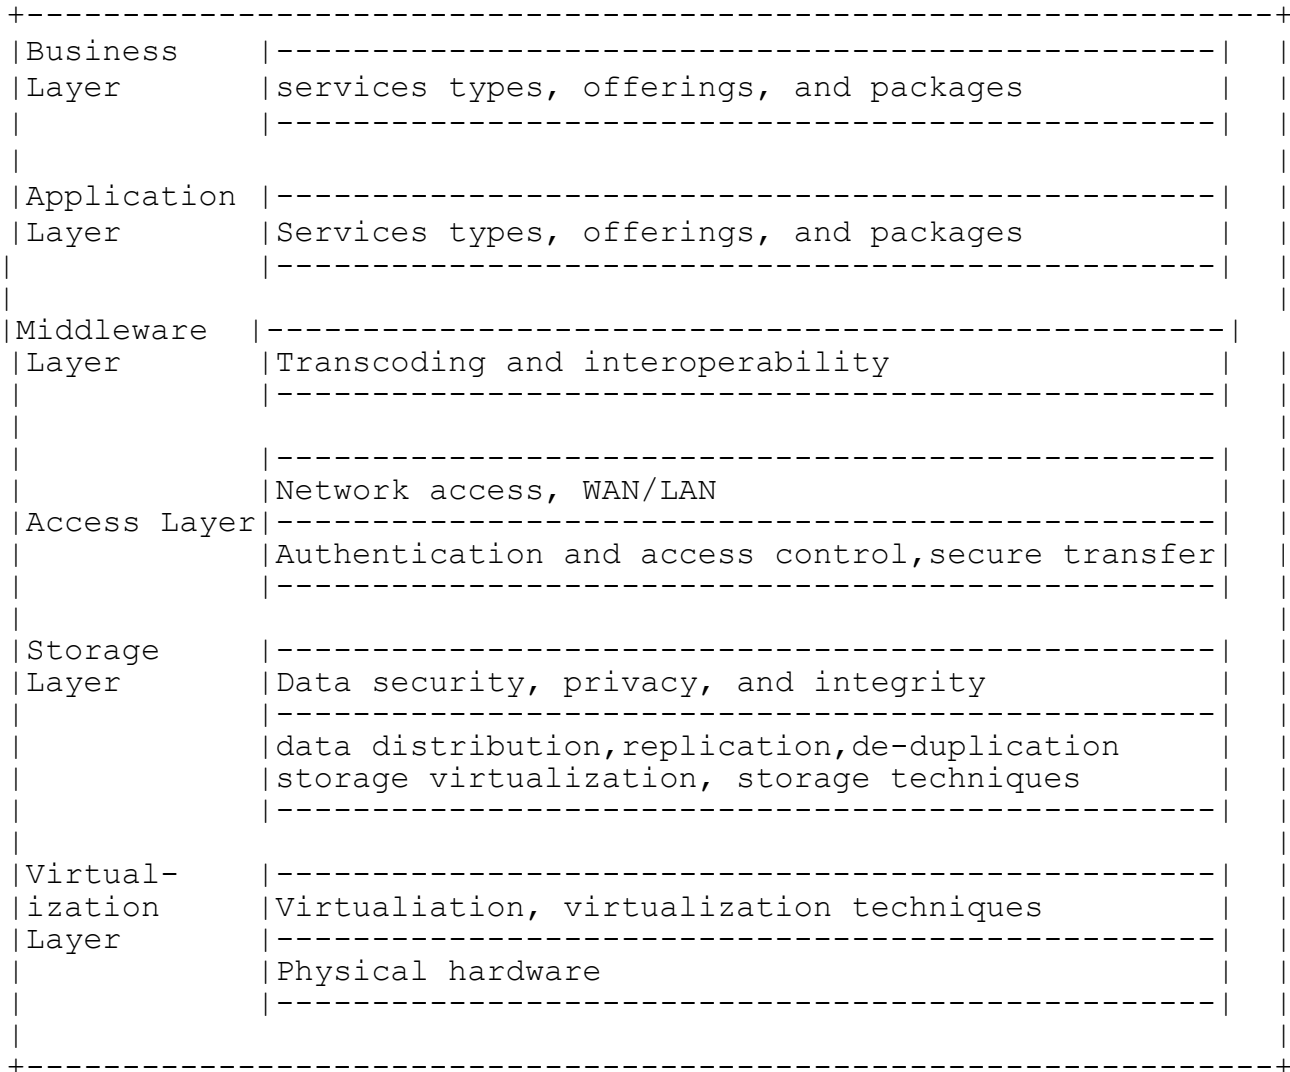 +-----------------------------------------------------------------+
|Business    |-------------------------------------------------|  |
|Layer       |services types, offerings, and packages          |  |
|            |-------------------------------------------------|  |
|                                                                 |
|Application |-------------------------------------------------|  |
|Layer       |Services types, offerings, and packages          |  |
|            |-------------------------------------------------|  |
|                                                                 |
|Middleware  |--------------------------------------------------|
|Layer       |Transcoding and interoperability                 |  |
|            |-------------------------------------------------|  |
|                                                                 |
|            |-------------------------------------------------|  |
|            |Network access, WAN/LAN                          |  |
|Access Layer|-------------------------------------------------|  |
|            |Authentication and access control,secure transfer|  |
|            |-------------------------------------------------|  |
|                                                                 |
|Storage     |-------------------------------------------------|  |
|Layer       |Data security, privacy, and integrity            |  |
|            |-------------------------------------------------|  |
|            |data distribution,replication,de-duplication     |  |
|            |storage virtualization, storage techniques       |  |
|            |-------------------------------------------------|  |
|                                                                 |
|Virtual-    |-------------------------------------------------|  |
|ization     |Virtualiation, virtualization techniques         |  |
|Layer       |-------------------------------------------------|  |
|            |Physical hardware                                |  |
|            |-------------------------------------------------|  |
|                                                                 |
+-----------------------------------------------------------------+